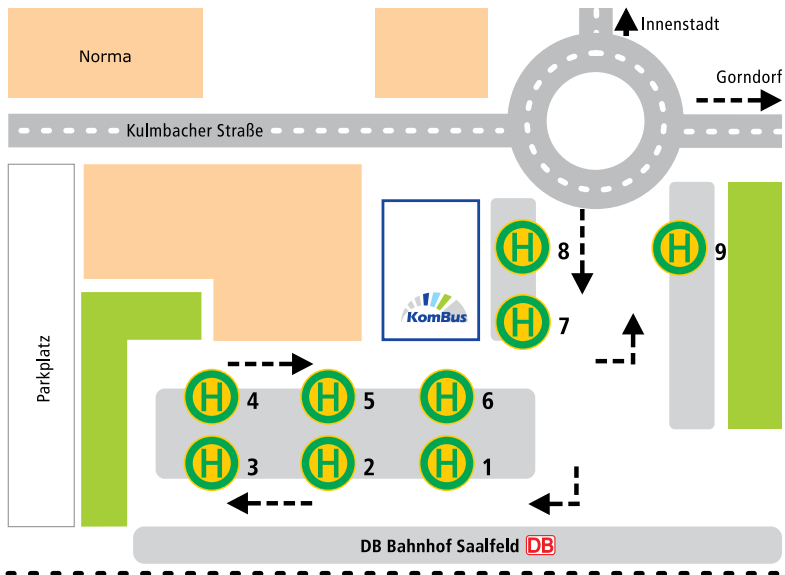 Innenstadt
Norma
Gorndorf
Kulmbacher Straße
H 8
H 9
KomBus
H 7
Parkplatz
H 4 H 5 H 6
H 3 H 2 H 1
DB Bahnhof Saalfeld DB